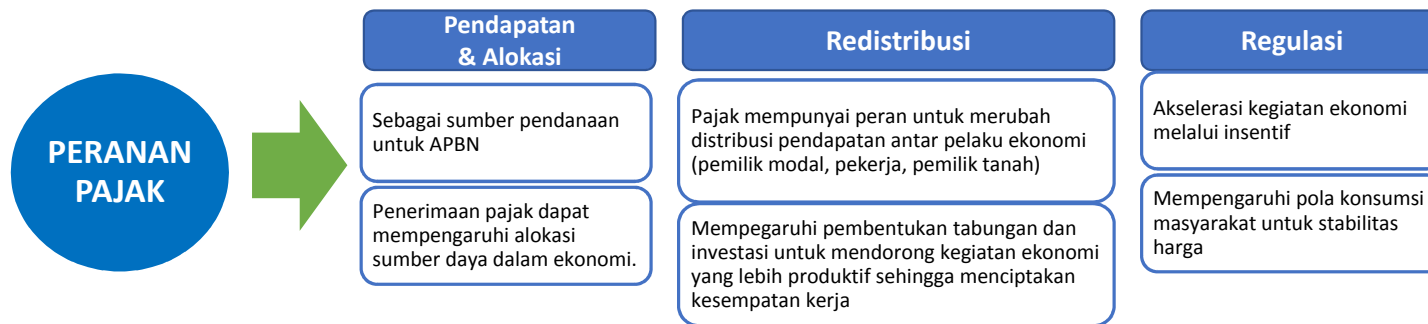 PERANAN
PAJAK
Pendapatan
& Alokasi
Sebagai sumber pendanaan
untuk APBN
Penerimaan pajak dapat
mempengaruhi alokasi
sumber daya dalam ekonomi.
Redistribusi
Pajak mempunyai peran untuk merubah
distribusi pendapatan antar pelaku ekonomi
(pemilik modal, pekerja, pemilik tanah)
Mempegaruhi pembentukan tabungan dan
investasi untuk mendorong kegiatan ekonomi
yang lebih produktif sehingga menciptakan
kesempatan kerja
Regulasi
Akselerasi kegiatan ekonomi
melalui insentif
Mempengaruhi pola konsumsi
masyarakat untuk stabilitas
harga